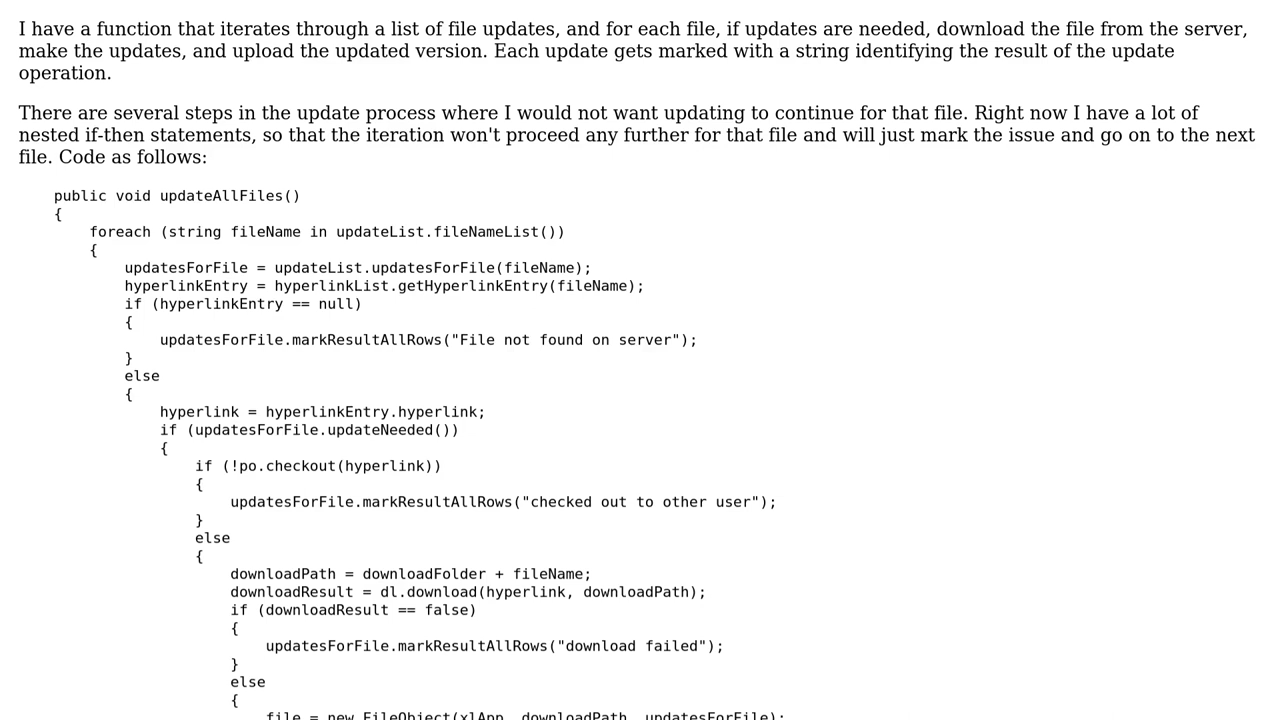 I have a function that iterates through a list of file updates, and for each file, if updates are needed, download the file from the server,
make the updates, and upload the updated version. Each update gets marked with a string identifying the result of the update
operation.
There are several steps in the update process where I would not want updating to continue for that file. Right now I have a lot of
nested if-then statements, so that the iteration won't proceed any further for that file and will just mark the issue and go on to the next
file. Code as follows:
public void updateAllFiles()
{
foreach (string fileName in updateList.fileNameList())
{
updatesForFile = updateList.updatesForFile(fileName);
hyperlinkEntry = hyperlinkList.getHyperlinkEntry(fileName);
if (hyperlinkEntry == null)
{
updatesForFile.markResultAllRows("File not found on server");
}
else
{
hyperlink = hyperlinkEntry.hyperlink;
if (updatesForFile.updateNeeded())
{
if (!po.checkout(hyperlink))
{
updatesForFile.markResultAllRows("checked out to other user");
}
else
{
downloadPath = downloadFolder + fileName;
downloadResult = dl.download(hyperlink, downloadPath);
if (downloadResult == false)
{
updatesForFile.markResultAllRows("download failed");
}
else
{
file = new FileObject(xlApp, downloadPath, updatesForFile);